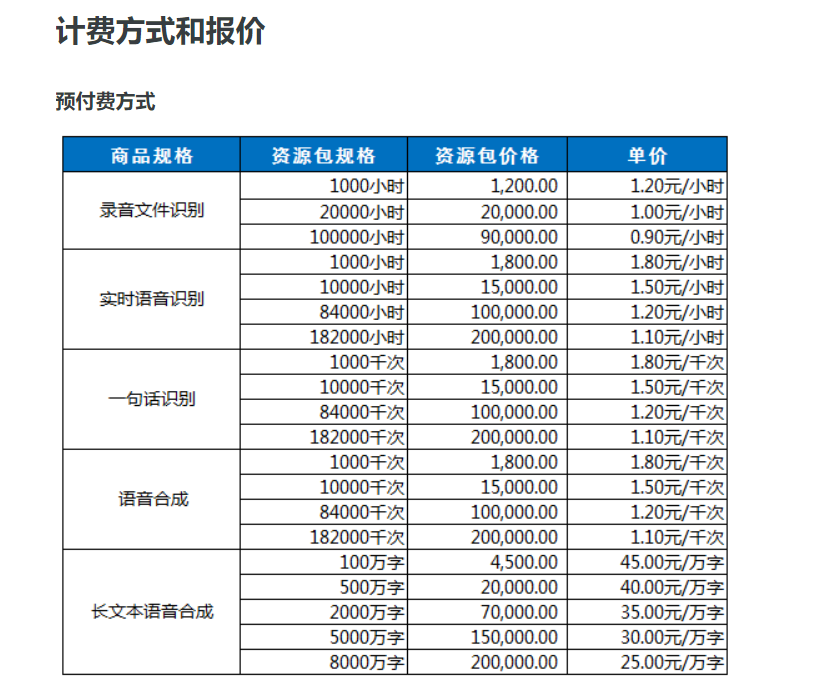 计费方式和报价
预付费方式
商品规格 资源包规格 资源包价格 单价
录音文件识别 1000小时 1,200.00 1.20元/小时
20000小时 20,000.00 1.00元/小时
100000小时 90,000.00 0.90元/小时
实时语音识别 1000小时 1,800.00 1.80元/小时
10000小时 15,000.00 1.50元/小时
84000小时 100,000.00 1.20元/小时
182000小时 200,000.00 1.10元/小时
一句话识别 1000千次 1,800.00 1.80元/千次
10000千次 15,000.00 1.50元/千次
84000千次 100,000.00 1.20元/千次
182000千次 200,000.00 1.10元/千次
语音合成 1000千次 1,800.00 1.80元/千次
10000千次 15,000.00 1.50元/千次
84000千次 100,000.00 1.20元/千次
182000千次 200,000.00 1.10元/千次
长文本语音合成 100万字 4,500.00 45.00元/万字
500万字 20,000.00 40.00元/万字
2000万字 70,000.00 35.00元/万字
5000万字 150,000.00 30.00元/万字
8000万字 200,000.00 25.00元/万字